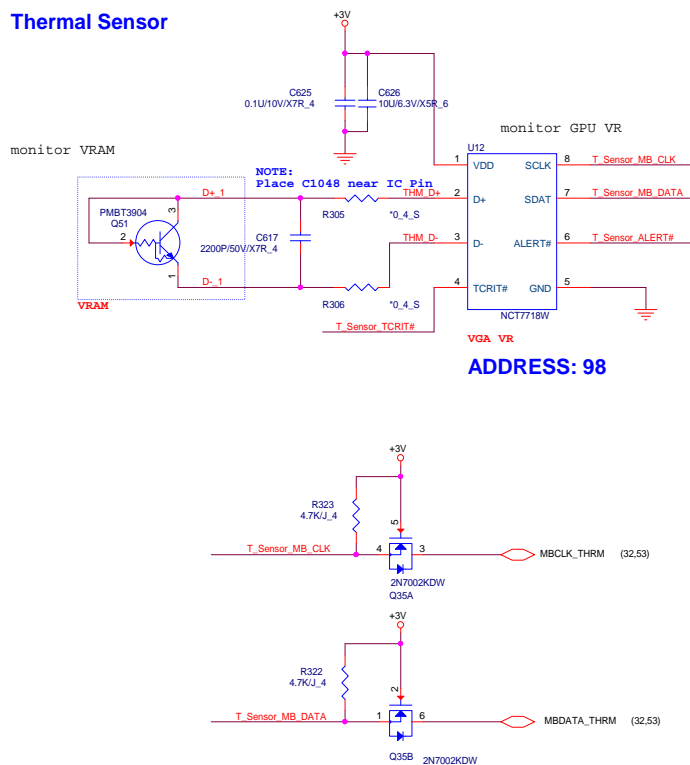 Thermal Sensor
+3V
C625
0.1U/10V/X7R_4
C626
10U/6.3V/X5R_6
monitor GPU VR
monitor VRAM
U12
1 VDD SCLK 8 T_Sensor_MB_CLK
NOTE:
Place C1048 near IC Pin
D+_1 THM_D+ 2 D+ SDAT 7 T_Sensor_MB_DATA
PMBT3904
Q51
3
2
1
R305 *0_4_S
C617
2200P/50V/X7R_4
THM_D- 3 D- ALERT# 6 T_Sensor_ALERT#
D-_1
4 TCRIT# GND 5
VRAM
R306 *0_4_S
NCT7718W
T_Sensor_TCRIT#
VGA VR
ADDRESS: 98
+3V
R323
4.7K/J_4
5
T_Sensor_MB_CLK 4 3 MBCLK_THRM (32,53)
2N7002KDW
Q35A
+3V
R322
4.7K/J_4
2
T_Sensor_MB_DATA 1 6 MBDATA_THRM (32,53)
Q35B 2N7002KDW